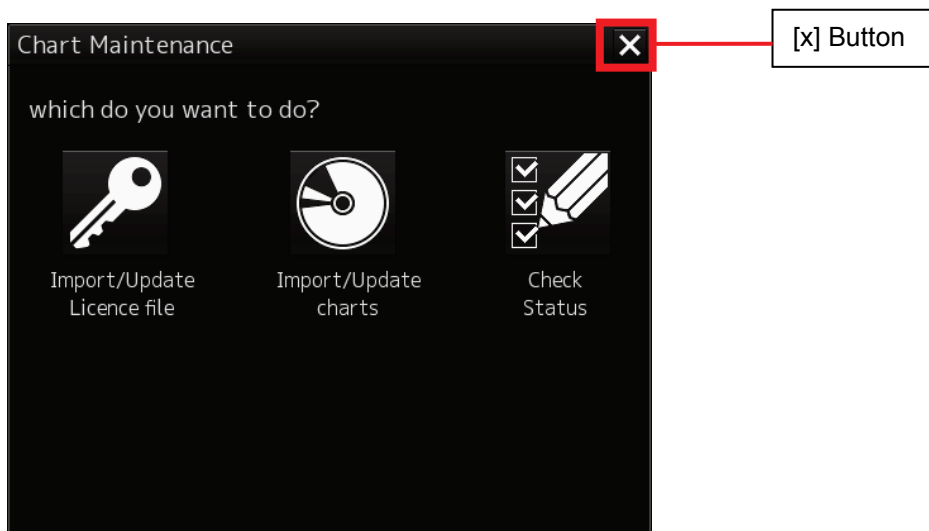 Chart Maintenance
[x] Button
which do you want to do?
Import/Update
Licence file
Import/Update
charts
Check
Status